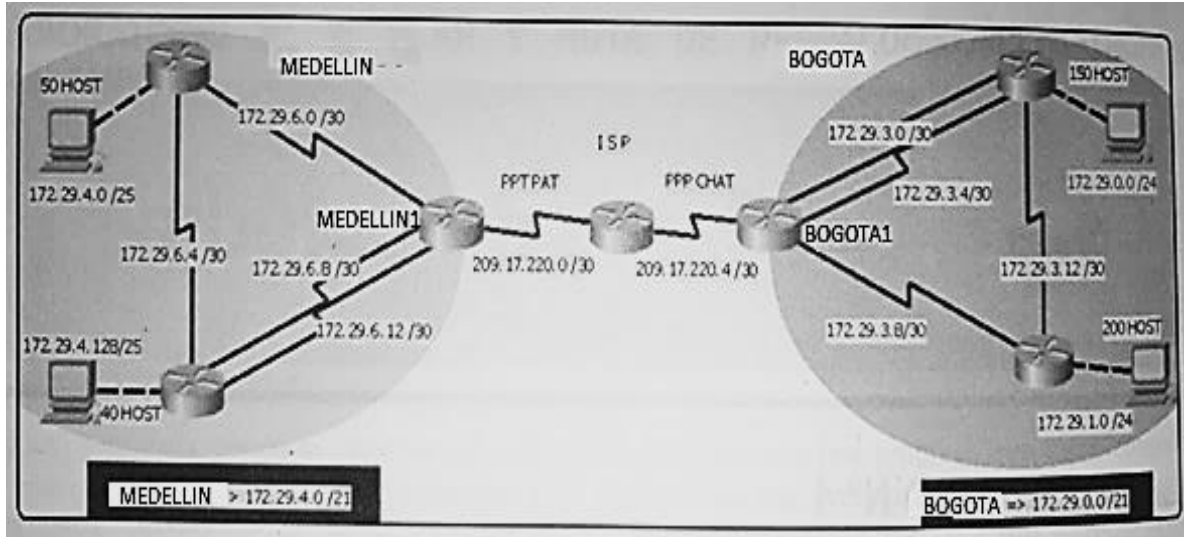 MEDELLIN
50 HOST
172.29.6.0 /30
172.29.4.0 /25
MEDELLIN1
172.29.6.4 /30
172.29.6.8 /30
172.29.6.12 /30
172.29.4.128/25
40 HOST
MEDELLIN > 172.29.4.0 /21
ISP
PPTPAT
PPP CHAT
209.17.220.0 /30
209.17.220.4 /30
BOGOTA
150 HOST
172.29.3.0 /30
172.29.3.4/30
172.29.0.0 /24
BOGOTA1
172.29.3.12 /30
172.29.3.8/30
200 HOST
172.29.1.0 /24
BOGOTA => 172.29.0.0 /21